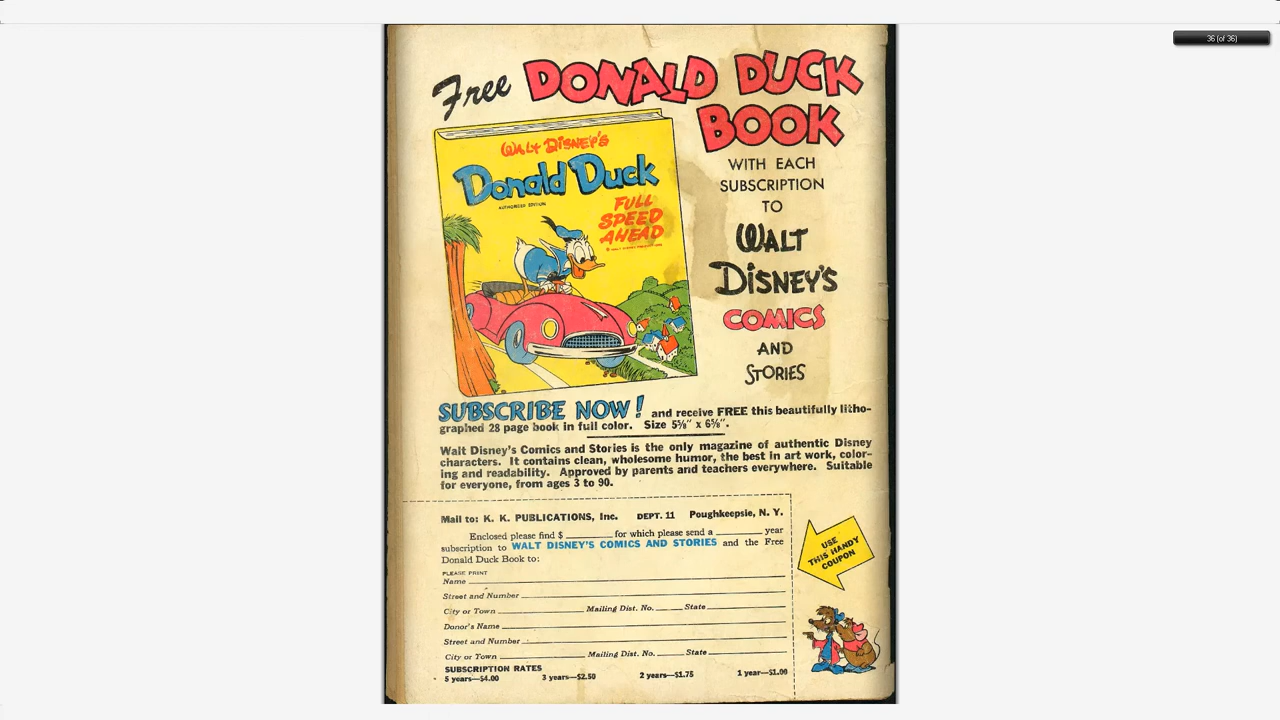 36 (of 36)
Free DONALD DUCK
BOOK
WALT DISNEY'S
Donald Duck
AUTHORIZED EDITION
FULL
SPEED
AHEAD
WITH EACH
SUBSCRIPTION
TO
WALT
DISNEY'S
COMICS
AND
STORIES
SUBSCRIBE NOW! and receive FREE this beautifully litho-
graphed 28 page book in full color. Size 5⅝" x 6⅝".
Walt Disney's Comics and Stories is the only magazine of authentic Disney
characters. It contains clean, wholesome humor, the best in art work, color-
ing and readability. Approved by parents and teachers everywhere. Suitable
for everyone, from ages 3 to 90.
Mail to: K. K. PUBLICATIONS, Inc. DEPT. 11 Poughkeepsie, N. Y.
Enclosed please find $ ________ for which please send a ________ year
subscription to WALT DISNEY'S COMICS AND STORIES and the Free
Donald Duck Book to:
PLEASE PRINT
Name
Street and Number
City or Town ________ Mailing Dist. No. ____ State ________
Donor's Name
Street and Number
City or Town ________ Mailing Dist. No. ____ State ________
SUBSCRIPTION RATES
5 years—$4.00 3 years—$2.50 2 years—$1.75 1 year—$1.00
USE
THIS HANDY
COUPON